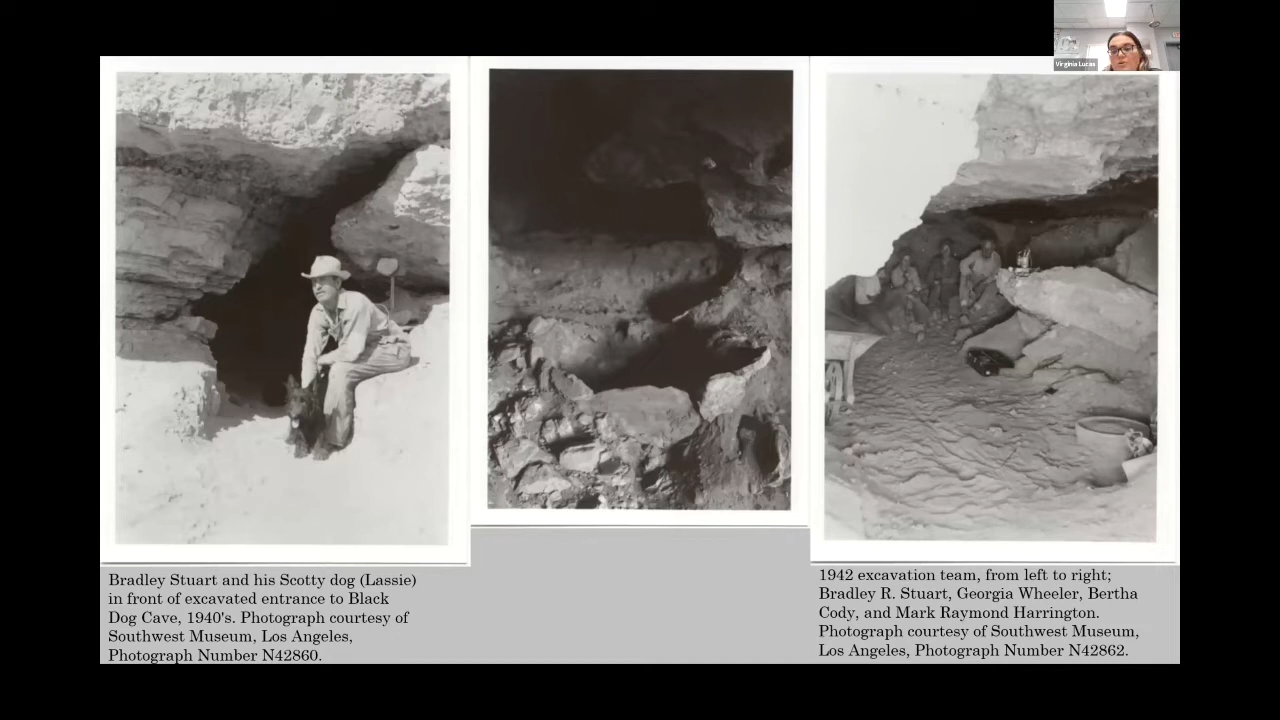 Virginia Lucas
Bradley Stuart and his Scotty dog (Lassie)
in front of excavated entrance to Black
Dog Cave, 1940's. Photograph courtesy of
Southwest Museum, Los Angeles,
Photograph Number N42860.
1942 excavation team, from left to right;
Bradley R. Stuart, Georgia Wheeler, Bertha
Cody, and Mark Raymond Harrington.
Photograph courtesy of Southwest Museum,
Los Angeles, Photograph Number N42862.